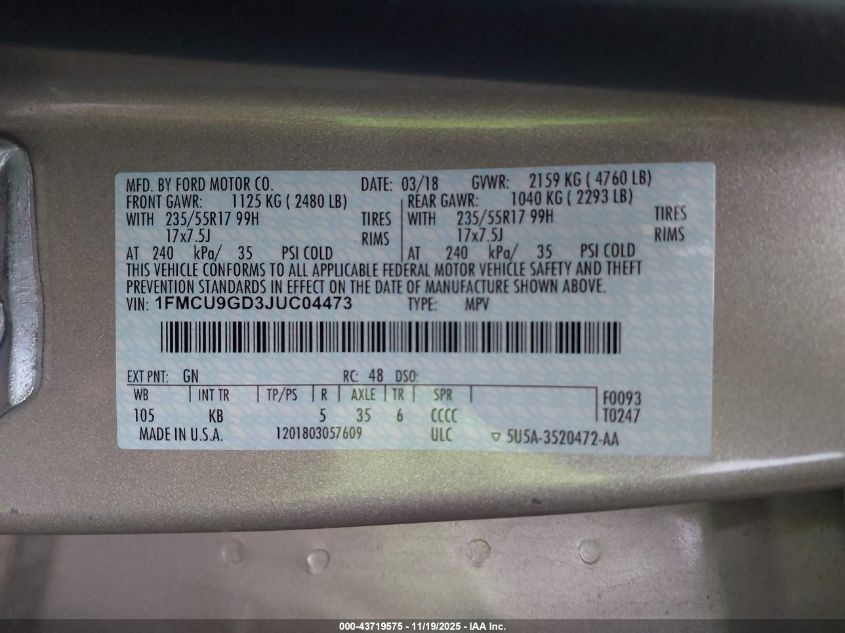 MFD. BY FORD MOTOR CO. DATE: 03/18 GVWR: 2159 KG ( 4760 LB)
FRONT GAWR: 1125 KG ( 2480 LB) REAR GAWR: 1040 KG ( 2293 LB)
WITH 235/55R17 99H TIRES WITH 235/55R17 99H TIRES
17x7.5J RIMS 17x7.5J RIMS
AT 240 kPa/ 35 PSI COLD AT 240 kPa/ 35 PSI COLD
THIS VEHICLE CONFORMS TO ALL APPLICABLE FEDERAL MOTOR VEHICLE SAFETY AND THEFT
PREVENTION STANDARDS IN EFFECT ON THE DATE OF MANUFACTURE SHOWN ABOVE.
VIN: 1FMCU9GD3JUC04473 TYPE: MPV
EXT PNT: GN RC: 48 DSO:
WB INT TR TP/PS R AXLE TR SPR F0093
105 KB 5 35 6 CCCC T0247
MADE IN U.S.A. 1201803057609 ULC ▽ 5U5A-3520472-AA
000-43719575 - 11/19/2025 - IAA Inc.